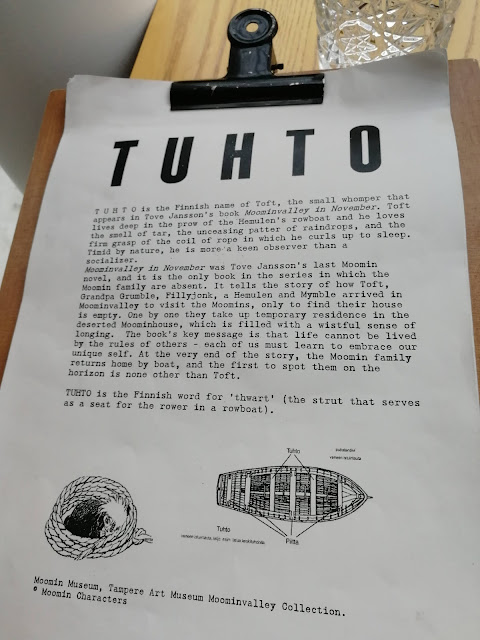 TUHTO
TUHTO is the Finnish name of Toft, the small whomper that
appears in Tove Jansson's book Moominvalley in November. Toft
lives deep in the prow of the Hemulen's rowboat and he loves
the smell of tar, the unceasing patter of raindrops, and the
firm grasp of the coil of rope in which he curls up to sleep.
Timid by nature, he is more a keen observer than a
socializer.
Moominvalley in November was Tove Jansson's last Moomin
novel, and it is the only book in the series in which the
Moomin family are absent. It tells the story of how Toft,
Grandpa Grumble, Fillyjonk, a Hemulen and Mymble arrived in
Moominvalley to visit the Moomins, only to find their house
is empty. One by one they take up temporary residence in the
deserted Moominhouse, which is filled with a wistful sense of
longing. The book's key message is that life cannot be lived
by the rules of others - each of us must learn to embrace our
unique self. At the very end of the story, the Moomin family
returns home by boat, and the first to spot them on the
horizon is none other than Toft.
TUHTO is the Finnish word for 'thwart' (the strut that serves
as a seat for the rower in a rowboat).
Tuhto
Tuhto
Piitta
Moomin Museum, Tampere Art Museum Moominvalley Collection.
© Moomin Characters